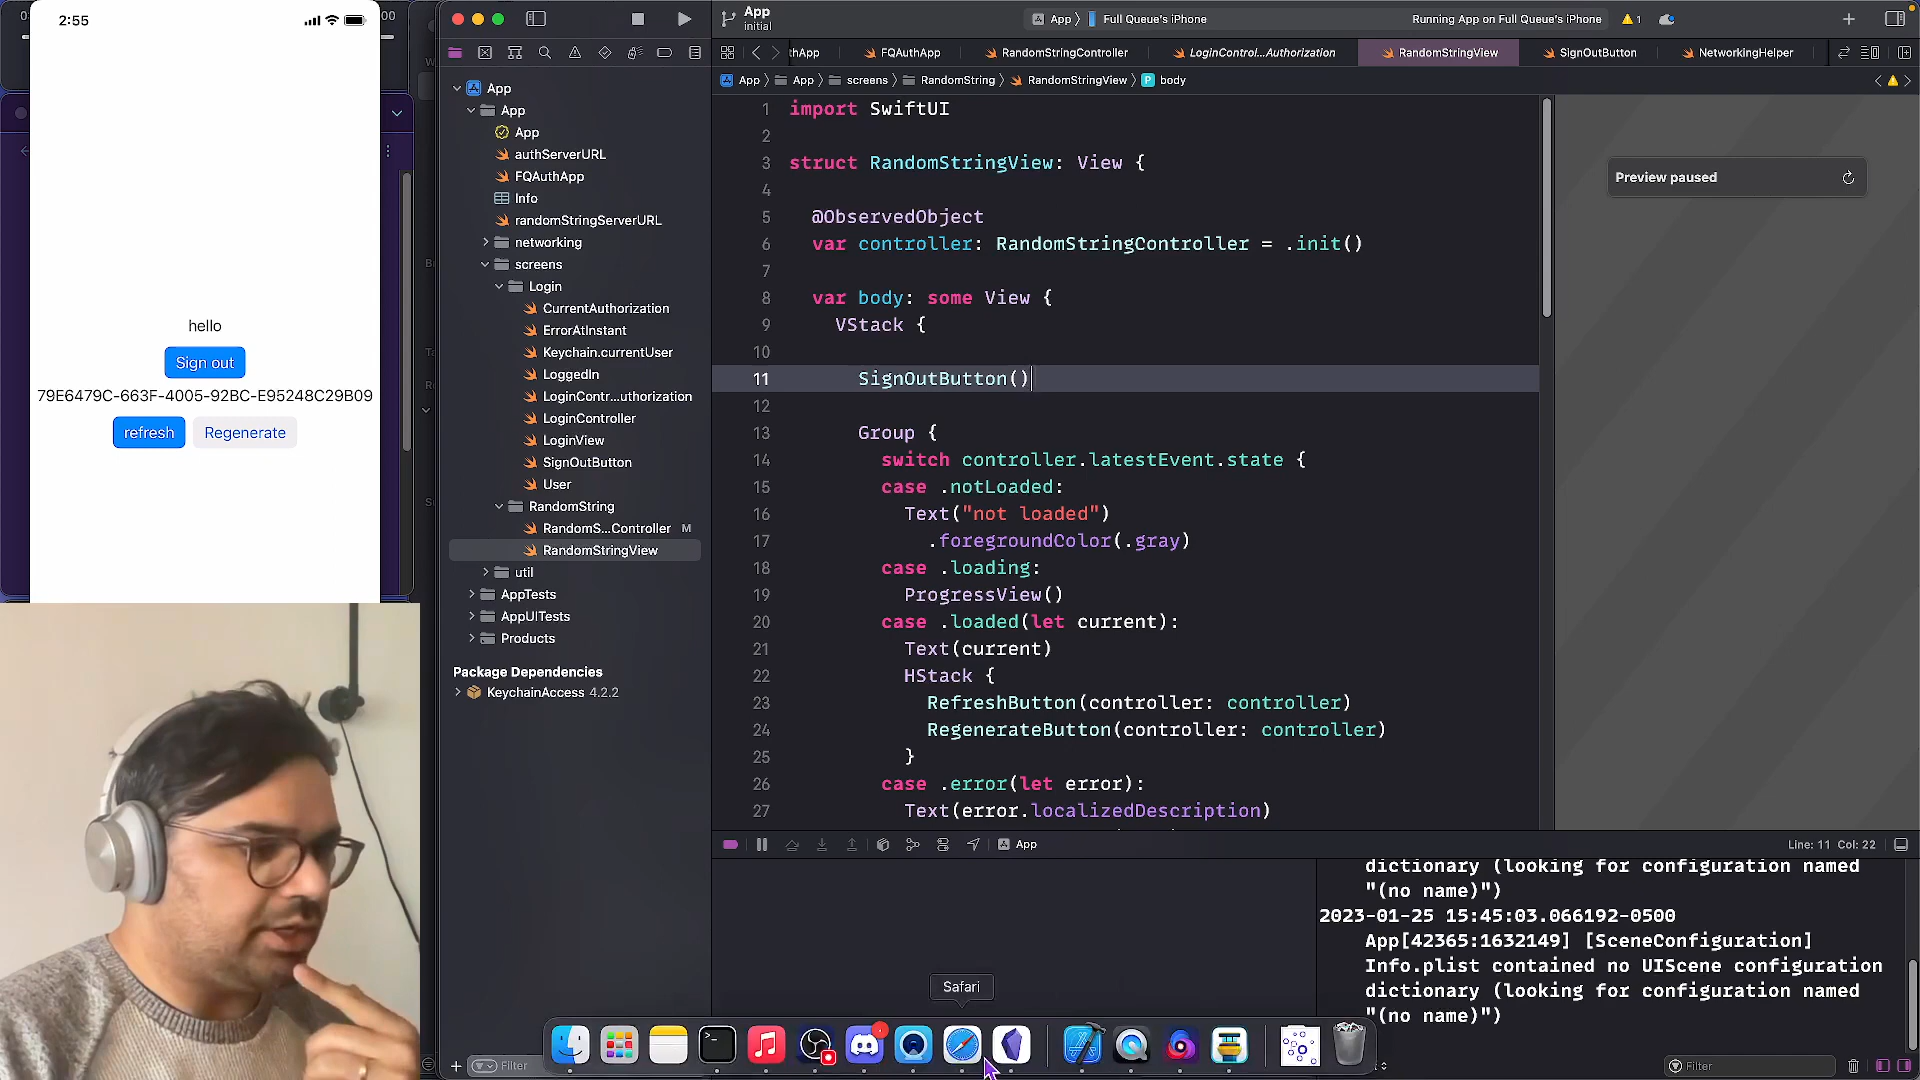 2:55
hello
Sign out
79E6479C-663F-4005-92BC-E95248C29B09
refresh
Regenerate
App
initial
App
Full Queue's iPhone
Running App on Full Queue's iPhone
1
thApp
FQAuthApp
RandomStringController
LoginControl...Authorization
RandomStringView
SignOutButton
NetworkingHelper
App
App
screens
RandomString
RandomStringView
P
body
App
App
App
authServerURL
FQAuthApp
Info
randomStringServerURL
networking
screens
Login
CurrentAuthorization
ErrorAtInstant
Keychain.currentUser
LoggedIn
LoginContr...uthorization
LoginController
LoginView
SignOutButton
User
RandomString
RandomS...Controller M
RandomStringView
util
AppTests
AppUITests
Products
Package Dependencies
KeychainAccess 4.2.2
Filter
1 import SwiftUI
2
3 struct RandomStringView: View {
4
5 @ObservedObject
6 var controller: RandomStringController = .init()
7
8 var body: some View {
9 VStack {
10
11 SignOutButton()
12
13 Group {
14 switch controller.latestEvent.state {
15 case .notLoaded:
16 Text("not loaded")
17 .foregroundColor(.gray)
18 case .loading:
19 ProgressView()
20 case .loaded(let current):
21 Text(current)
22 HStack {
23 RefreshButton(controller: controller)
24 RegenerateButton(controller: controller)
25 }
26 case .error(let error):
27 Text(error.localizedDescription)
Preview paused
App
Line: 11 Col: 22
dictionary (looking for configuration named
"(no name)")
2023-01-25 15:45:03.066192-0500
App[42365:1632149] [SceneConfiguration]
Info.plist contained no UIScene configuration
dictionary (looking for configuration named
"(no name)")
Filter
Safari